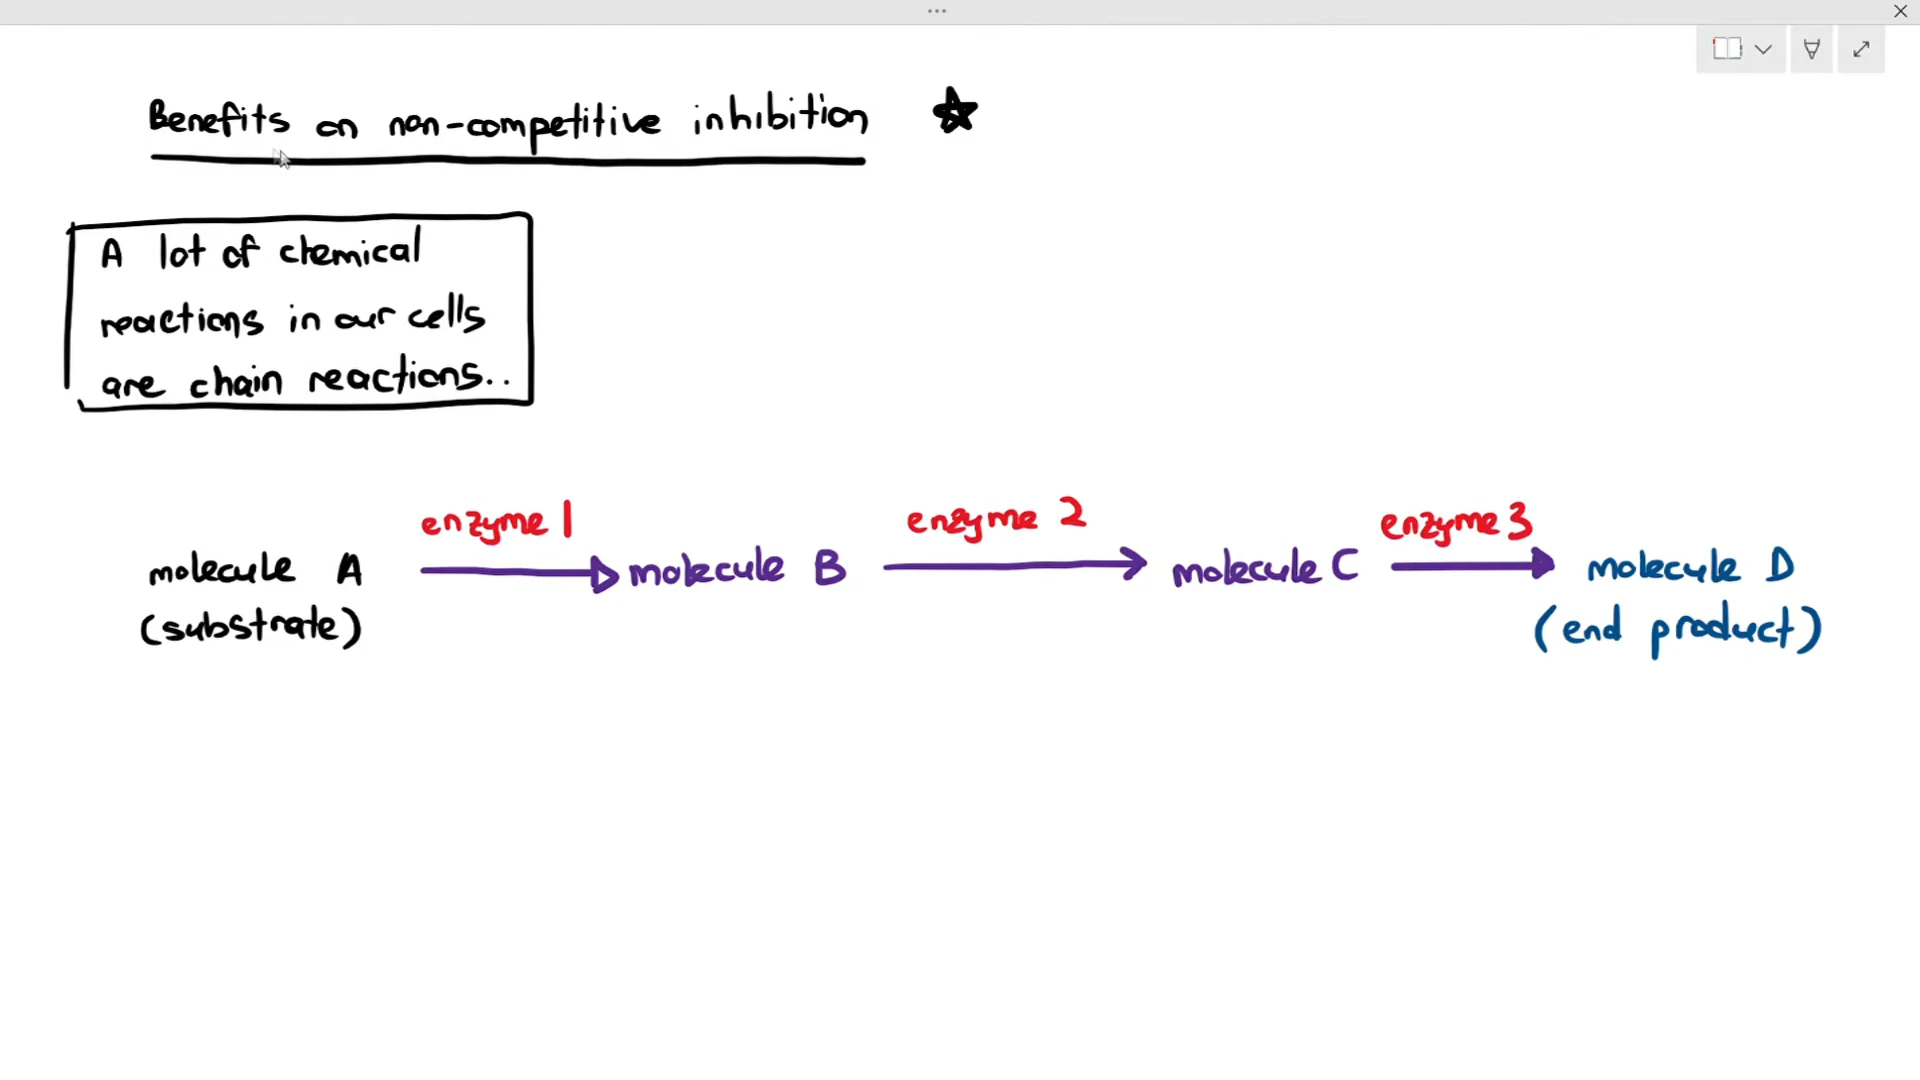 Benefits on non-competitive inhibition
A lot of chemical
reactions in our cells
are chain reactions..
enzyme 1 enzyme 2 enzyme 3
molecule A molecule B molecule C molecule D
(substrate) (end product)